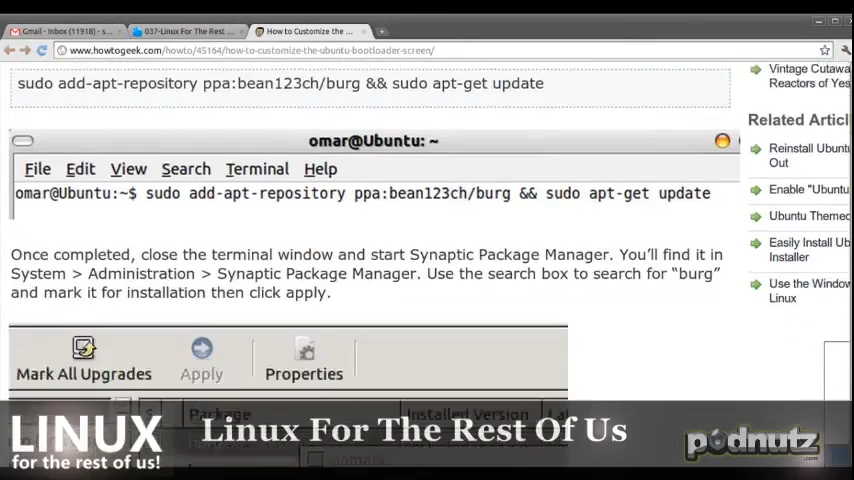 Gmail - Inbox (11918) - s...
037-Linux For The Rest ...
How to Customize the ...
www.howtogeek.com/howto/45164/how-to-customize-the-ubuntu-bootloader-screen/
sudo add-apt-repository ppa:bean123ch/burg && sudo apt-get update
Vintage Cutawa
Reactors of Yes
Related Articl
omar@Ubuntu: ~
File Edit View Search Terminal Help
omar@Ubuntu:~$ sudo add-apt-repository ppa:bean123ch/burg && sudo apt-get update
Reinstall Ubunt
Out
Enable "Ubuntu
Ubuntu Themed
Easily Install Ub
Installer
Use the Window
Linux
Once completed, close the terminal window and start Synaptic Package Manager. You'll find it in
System > Administration > Synaptic Package Manager. Use the search box to search for “burg”
and mark it for installation then click apply.
Mark All Upgrades
Apply
Properties
S
Package
Installed Version
La
LINUX
for the rest of us!
Linux For The Rest Of Us
podnutz
.com